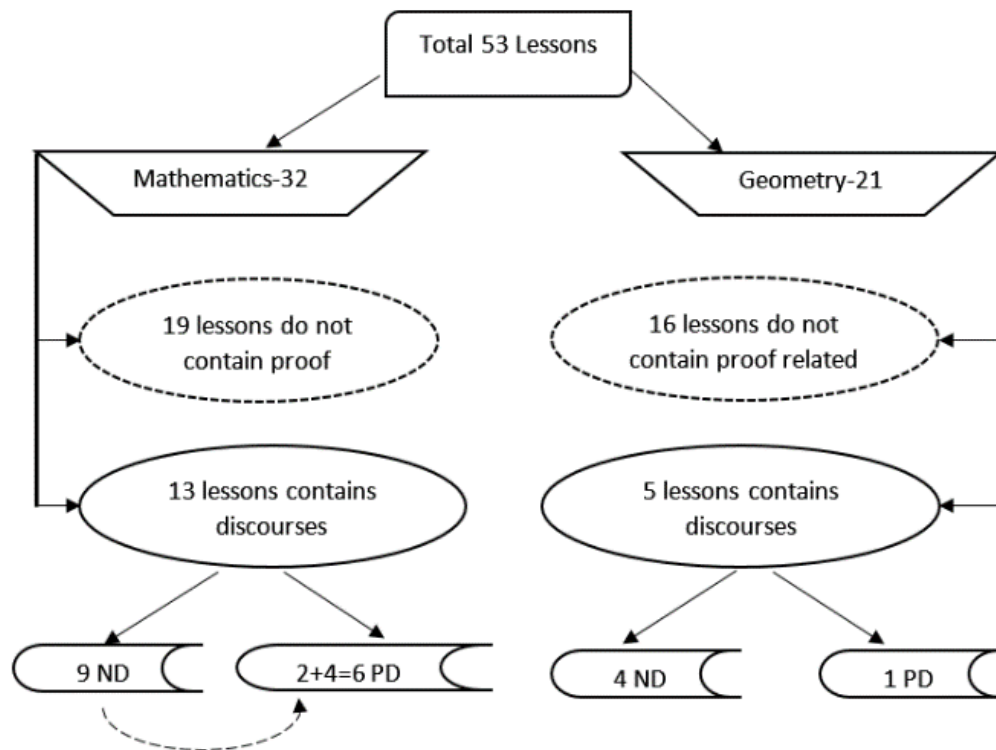 Total 53 Lessons
Mathematics-32
Geometry-21
19 lessons do not
contain proof
16 lessons do not
contain proof related
13 lessons contains
discourses
5 lessons contains
discourses
9 ND
2+4=6 PD
4 ND
1 PD